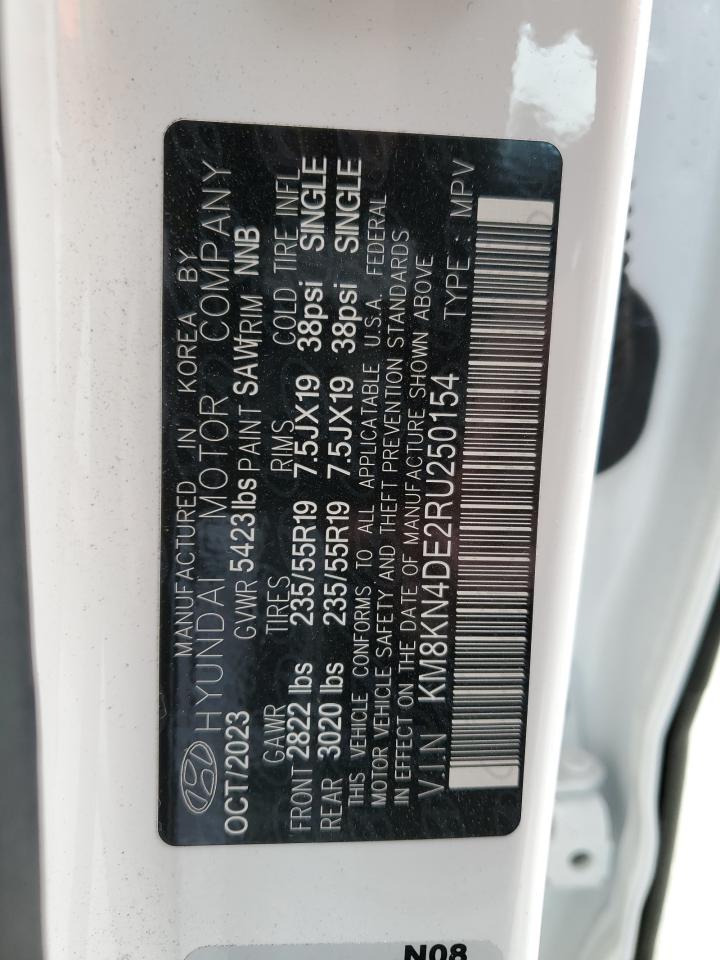 MANUFACTURED IN KOREA BY
HYUNDAI MOTOR COMPANY
OCT/2023 GVWR 5423lbs PAINT SAW TRIM NNB
GAWR TIRES RIMS COLD TIRE INFL
FRONT 2822 lbs 235/55R19 7.5JX19 38psi SINGLE
REAR 3020 lbs 235/55R19 7.5JX19 38psi SINGLE
THIS VEHICLE CONFORMS TO ALL APPLICATABLE U.S.A. FEDERAL
MOTOR VEHICLE SAFETY AND THEFT PREVENTION STANDARDS
IN EFFECT ON THE DATE OF MANUFACTURE SHOWN ABOVE
V.I.N KM8KN4DE2RU250154 TYPE : MPV
N08